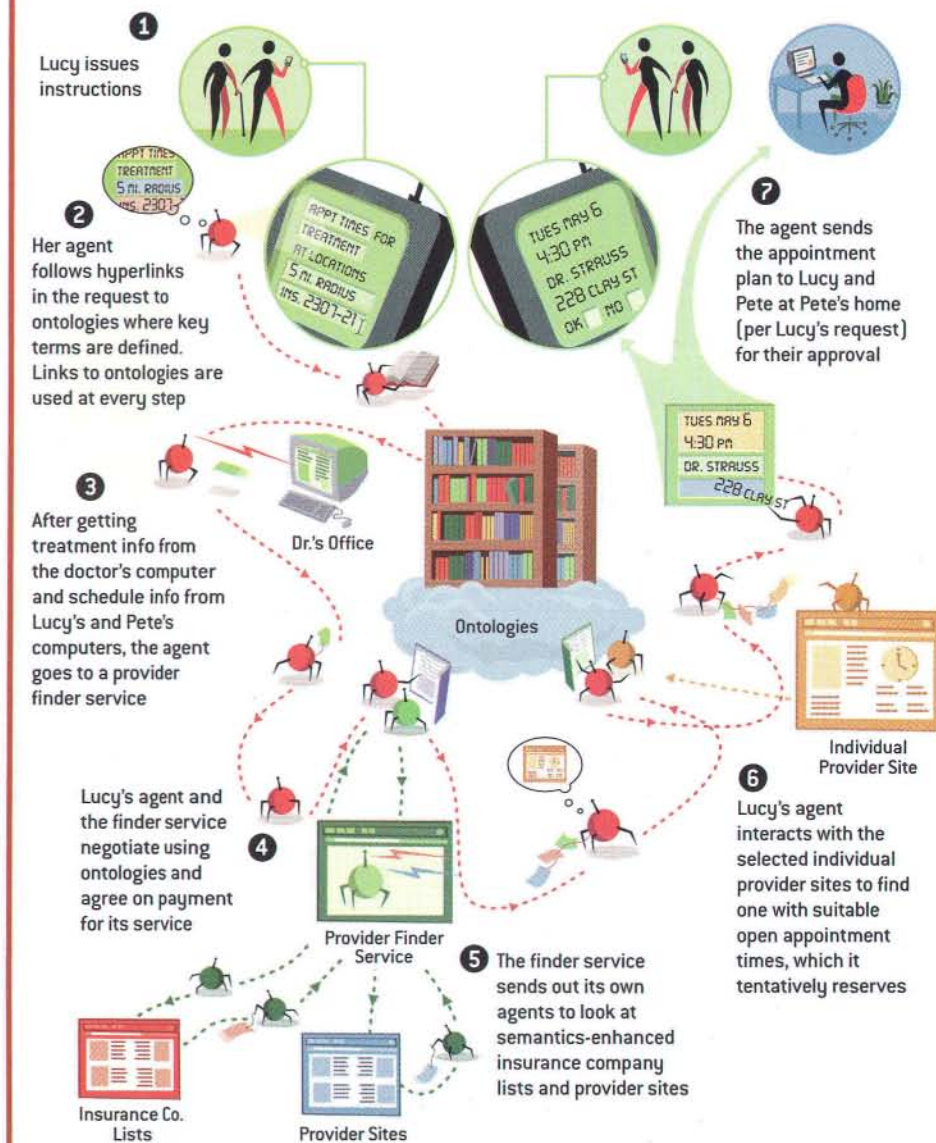 1
Lucy issues
instructions
APPT TIMES
TREATMENT
5 MI. RADIUS
INS. 2307-
2
Her agent
follows hyperlinks
in the request to
ontologies where key
terms are defined.
Links to ontologies are
used at every step
APPT TIMES FOR
TREATMENT
AT LOCATIONS
5 MI. RADIUS
INS. 2307-21
TUES MAY 6
4:30 PM
DR. STRAUSS
228 CLAY ST
OK NO
7
The agent sends
the appointment
plan to Lucy and
Pete at Pete's home
(per Lucy's request)
for their approval
TUES MAY 6
4:30 PM
DR. STRAUSS
228 CLAY ST
3
After getting
treatment info from
the doctor's computer
and schedule info from
Lucy's and Pete's
computers, the agent
goes to a provider
finder service
Dr.'s Office
Ontologies
Individual
Provider Site
Lucy's agent and
the finder service
negotiate using
ontologies and
agree on payment
for its service
4
Provider Finder
Service
5
The finder service
sends out its own
agents to look at
semantics-enhanced
insurance company
lists and provider sites
6
Lucy's agent
interacts with the
selected individual
provider sites to find
one with suitable
open appointment
times, which it
tentatively reserves
Insurance Co.
Lists
Provider Sites